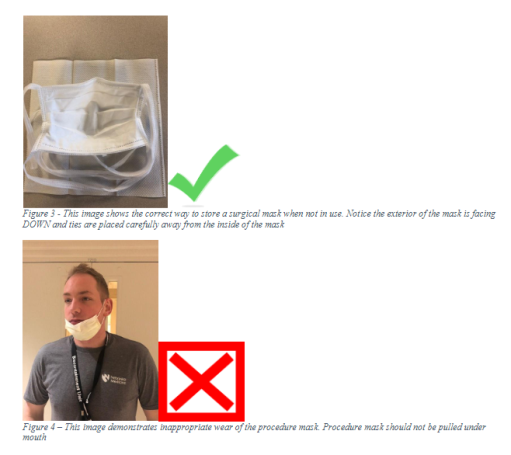 Figure 3 - This image shows the correct way to store a surgical mask when not in use. Notice the exterior of the mask is facing
DOWN and ties are placed carefully away from the inside of the mask
Figure 4 – This image demonstrates inappropriate wear of the procedure mask. Procedure mask should not be pulled under
mouth